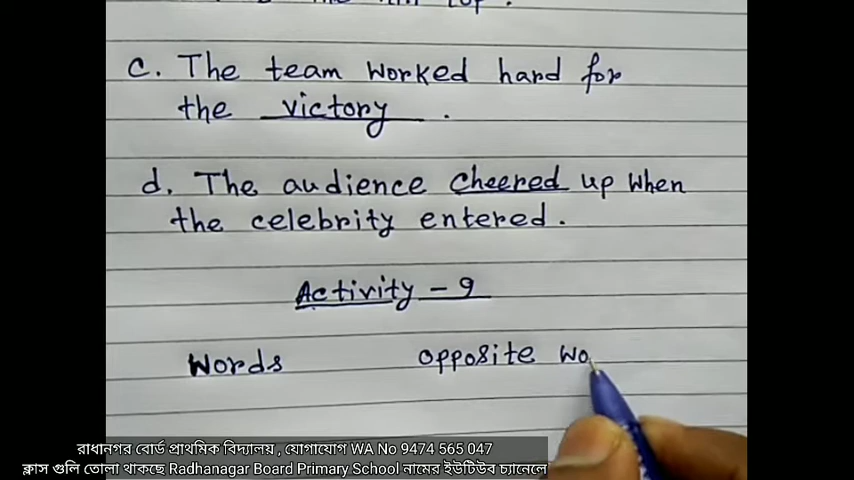 c. The team worked hard for
the victory.
d. The audience cheered up when
the celebrity entered.
Activity - 9
Words opposite wo
রাধানগর বোর্ড প্রাথমিক বিদ্যালয় , যোগাযোগ WA No 9474 565 047
ক্লাস গুলি তোলা থাকছে Radhanagar Board Primary School নামের ইউটিউব চ্যানেলে